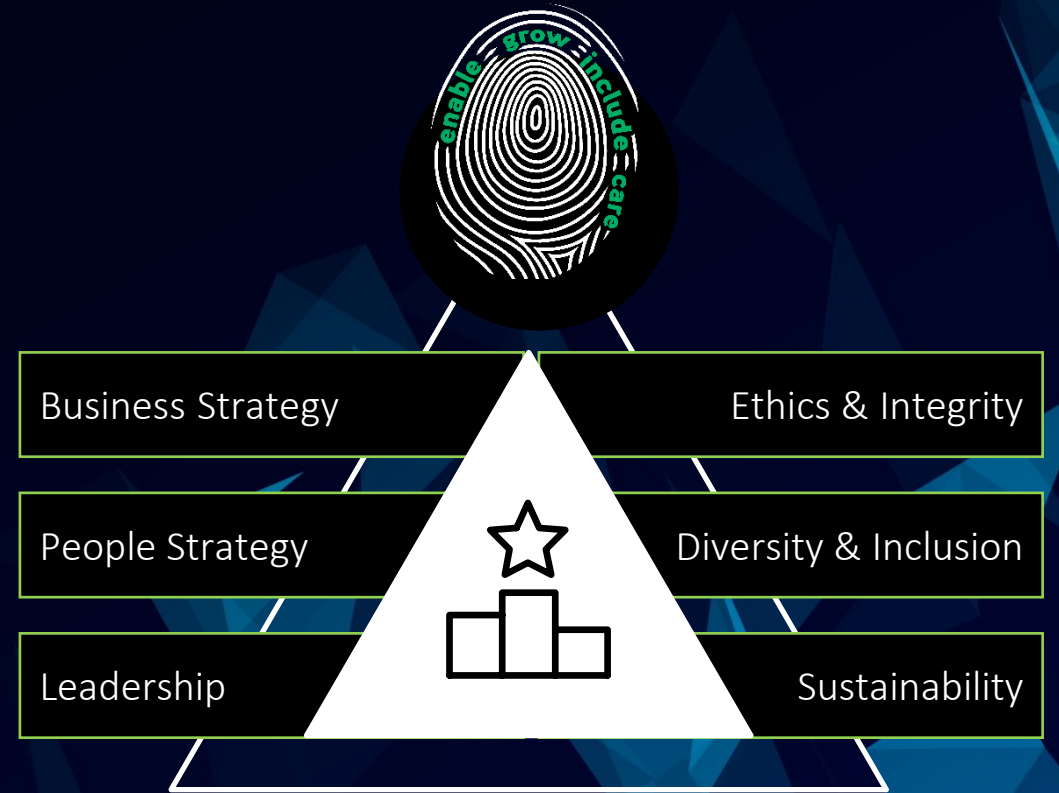 enable - grow - include - care
Business Strategy
Ethics & Integrity
People Strategy
Diversity & Inclusion
Leadership
Sustainability